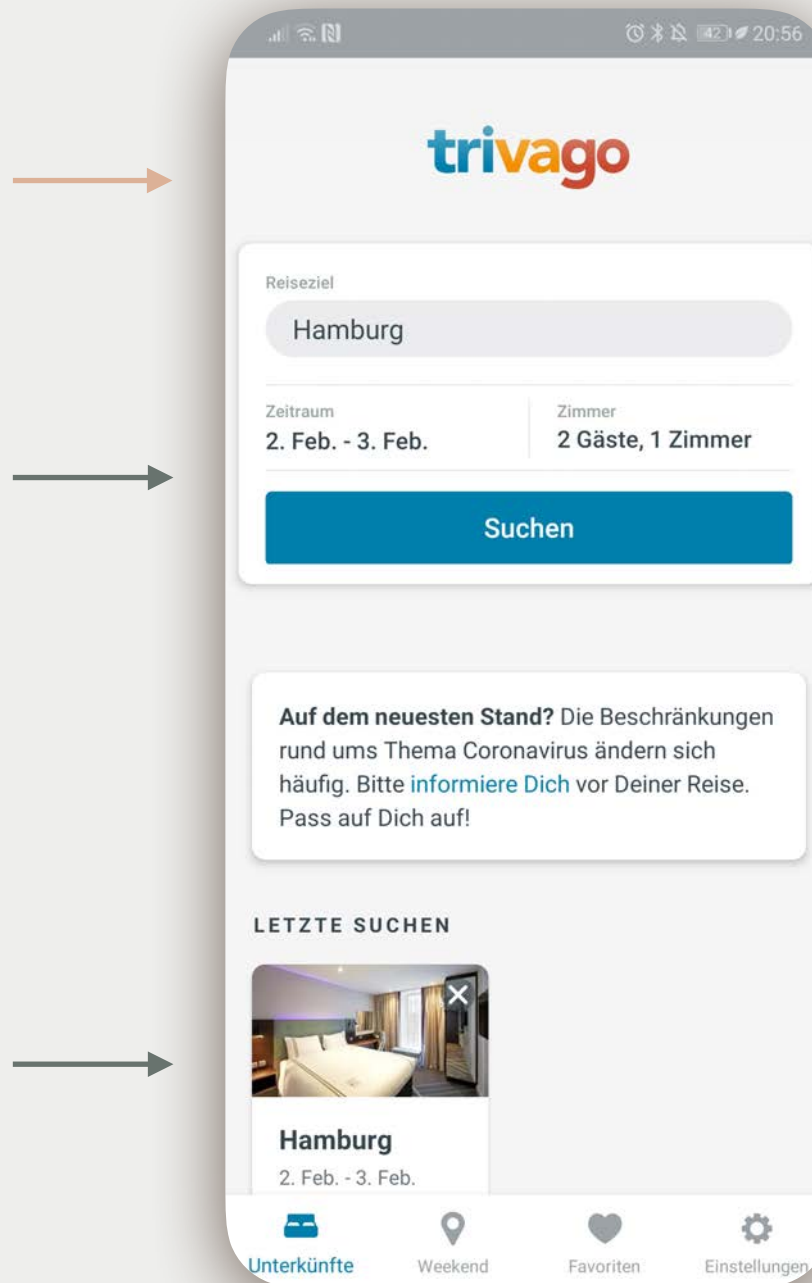 42 20:56
trivago
Reiseziel
Hamburg
Zeitraum
2. Feb. - 3. Feb.
Zimmer
2 Gäste, 1 Zimmer
Suchen
Auf dem neuesten Stand? Die Beschränkungen
rund ums Thema Coronavirus ändern sich
häufig. Bitte informiere Dich vor Deiner Reise.
Pass auf Dich auf!
LETZTE SUCHEN
Hamburg
2. Feb. - 3. Feb.
Unterkünfte
Weekend
Favoriten
Einstellungen